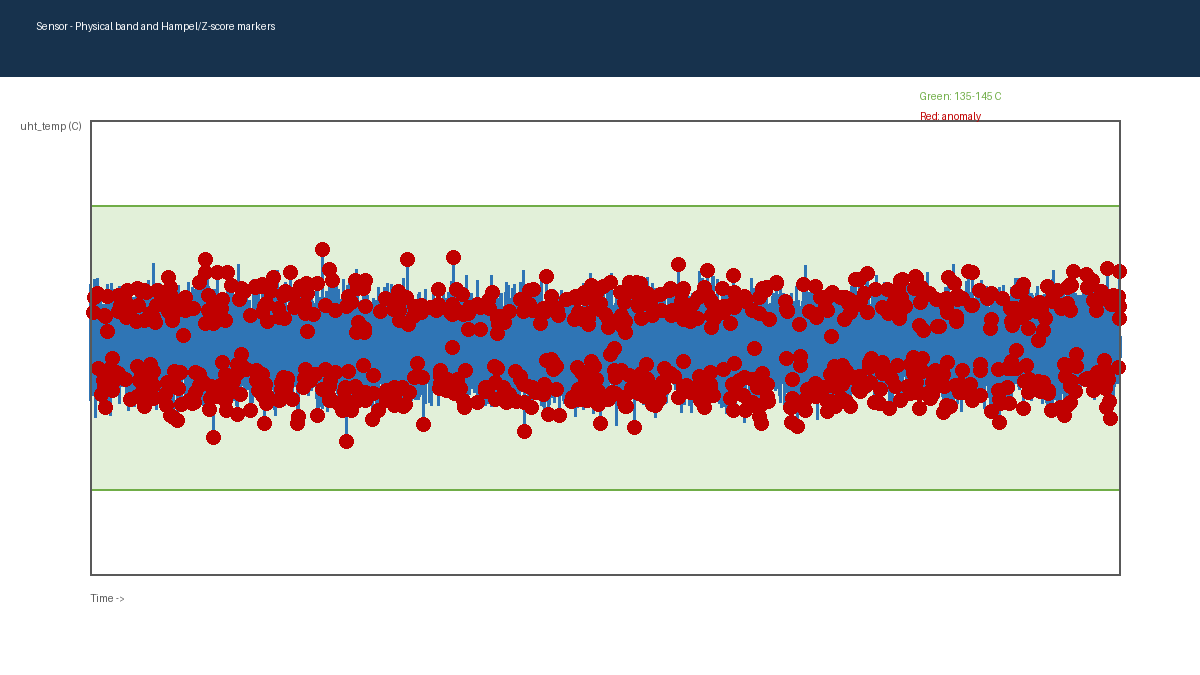 Sensor - Physical band and Hampel/Z-score markers
Green: 135-145 C
Red: anomaly
uht_temp (C)
Time ->